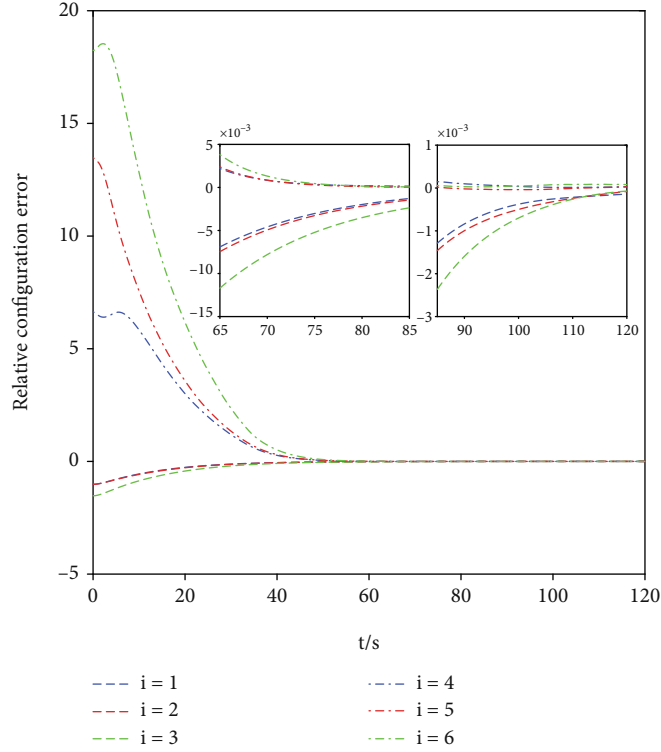 20
15
10
5
0
−5
Relative configuration error
×10−3
5
0
−5
−10
−15
65 70 75 80 85
×10−3
1
0
−1
−2
−3
85 90 100 110 120
0 20 40 60 80 100 120
t/s
i = 1 i = 4
i = 2 i = 5
i = 3 i = 6